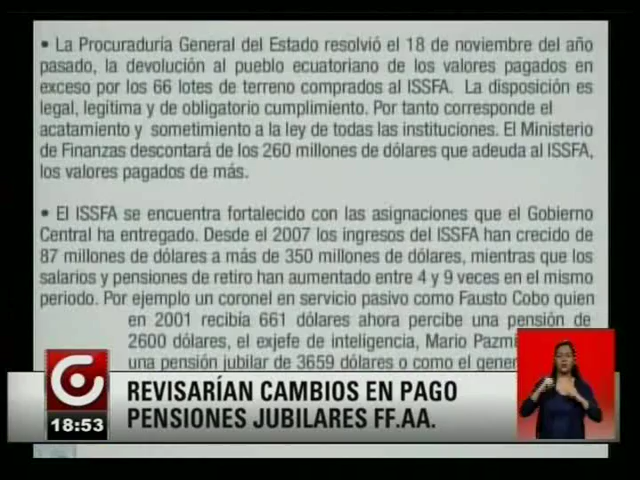 • La Procuraduría General del Estado resolvió el 18 de noviembre del año
pasado, la devolución al pueblo ecuatoriano de los valores pagados en
exceso por los 66 lotes de terreno comprados al ISSFA. La disposición es
legal, legítima y de obligatorio cumplimiento. Por tanto corresponde el
acatamiento y sometimiento a la ley de todas las instituciones. El Ministerio
de Finanzas descontará de los 260 millones de dólares que adeuda al ISSFA,
los valores pagados de más.
• El ISSFA se encuentra fortalecido con las asignaciones que el Gobierno
Central ha entregado. Desde el 2007 los ingresos del ISSFA han crecido de
87 millones de dólares a más de 350 millones de dólares, mientras que los
salarios y pensiones de retiro han aumentado entre 4 y 9 veces en el mismo
periodo. Por ejemplo un coronel en servicio pasivo como Fausto Cobo quien
en 2001 recibía 661 dólares ahora percibe una pensión de
2600 dólares, el exjefe de inteligencia, Mario
una pensión jubilar de 3659 dólares o como el
REVISARÍAN CAMBIOS EN PAGO
PENSIONES JUBILARES FF.AA.
18:53